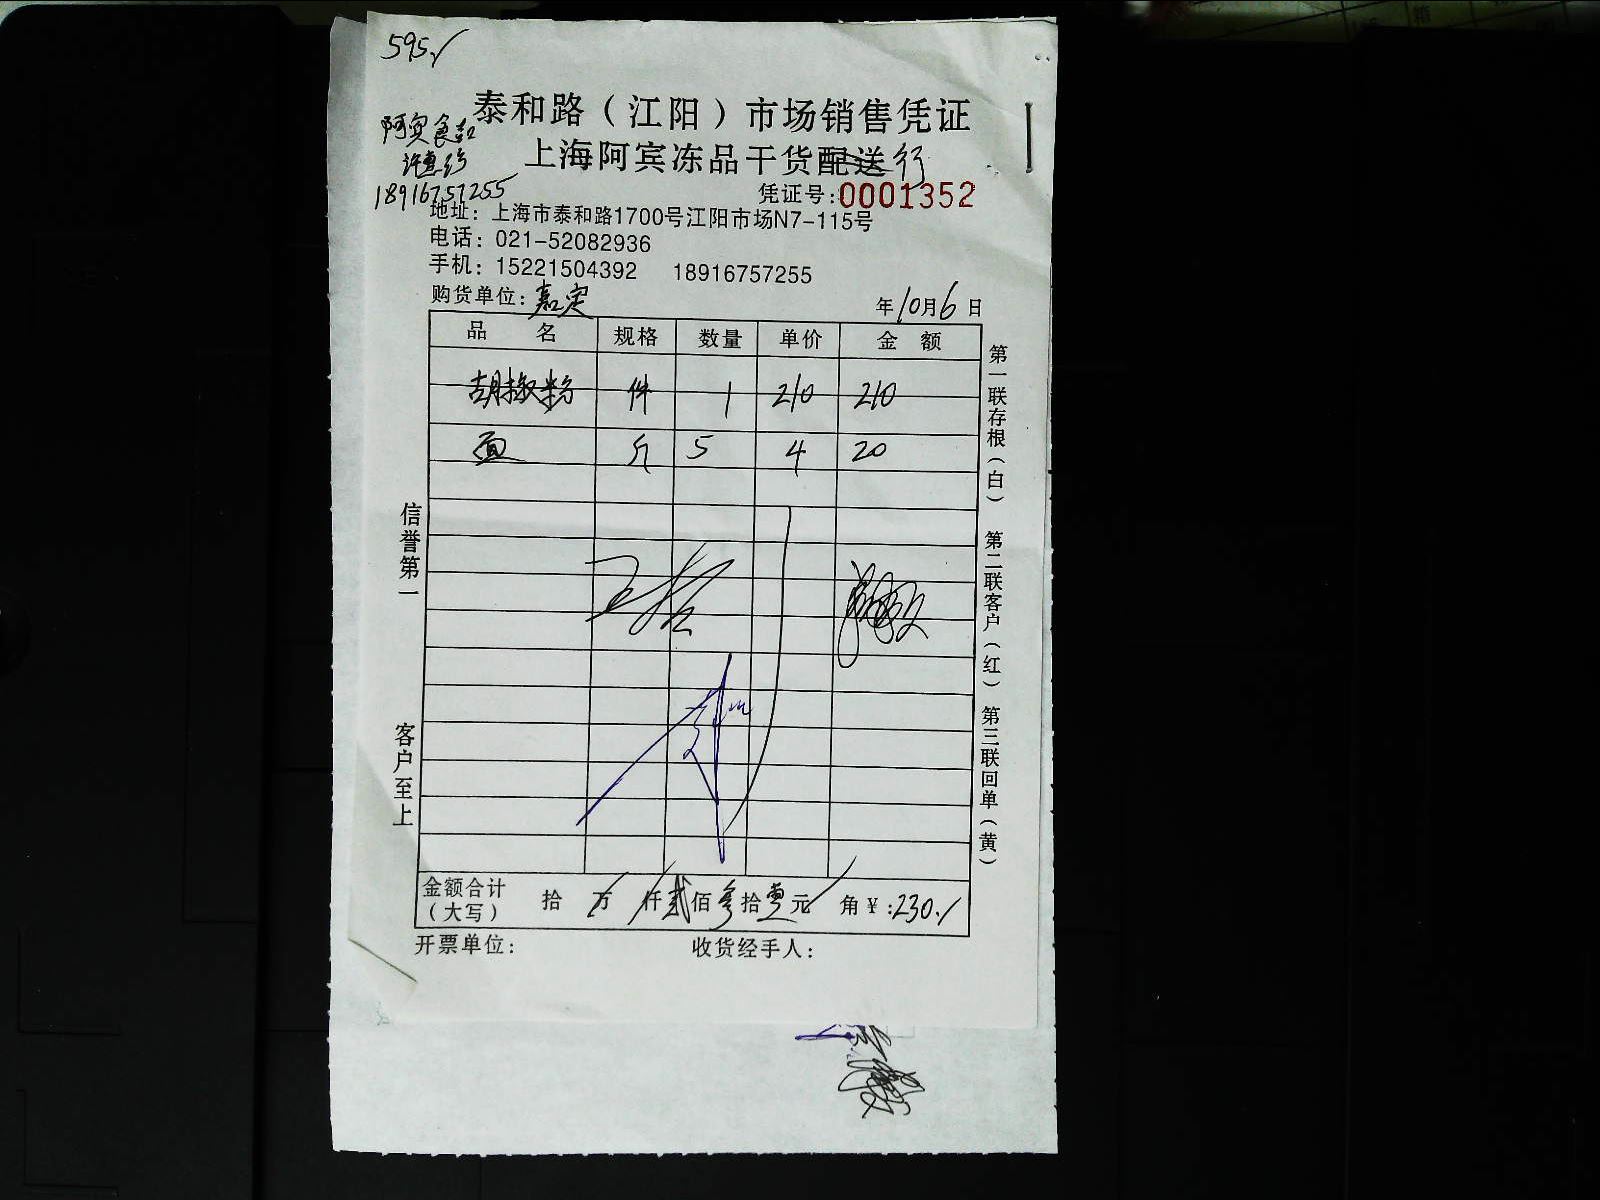 595.√
泰和路（江阳）市场销售凭证
阿宾食品
上海阿宾冻品干货配送行
18916757255
凭证号:0001352
地址：上海市泰和路1700号江阳市场N7-115号
电话：021-52082936
手机：15221504392 18916757255
购货单位：嘉定 年10月6日
品 名 规格 数量 单价 金 额
胡椒粉 件 1 210 210
面 斤 5 4 20
信誉第一
客户至上
第一联存根（白） 第二联客户（红） 第三联回单（黄）
金额合计（大写） 拾 万 仟贰佰叁拾零元 角￥:230.
开票单位： 收货经手人：